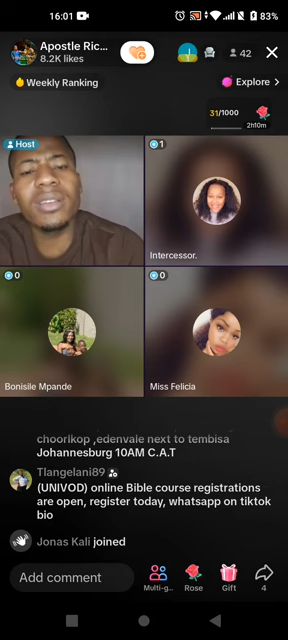 16:01
83%
Apostle Ric...
8.2K likes
42
Weekly Ranking
Explore >
31/1000
2h10m
Host
1
Intercessor.
0
0
Bonisile Mpande
Miss Felicia
choorlkop ,edenvale next to tembisa
Johannesburg 10AM C.A.T
Tlangelani89
(UNIVOD) online Bible course registrations
are open, register today, whatsapp on tiktok
bio
Jonas Kali joined
Add comment
Multi-g...
Rose
Gift
4